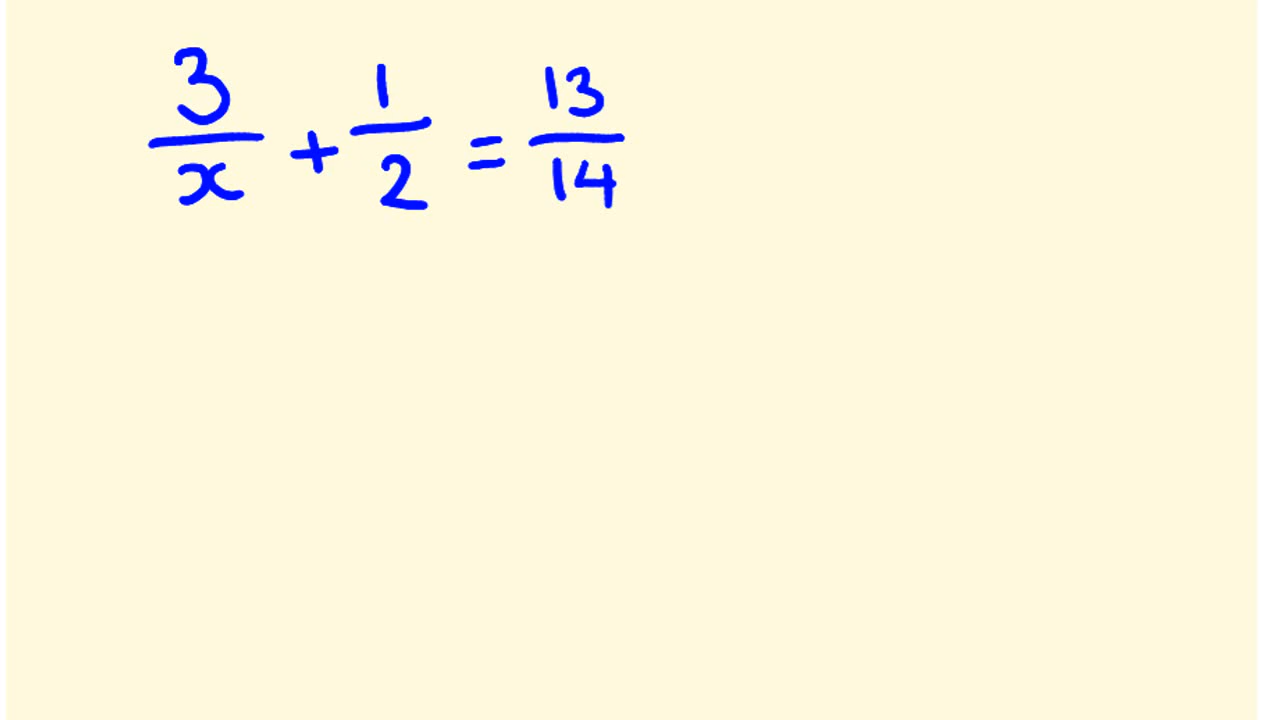 3/x + 1/2 = 13/14